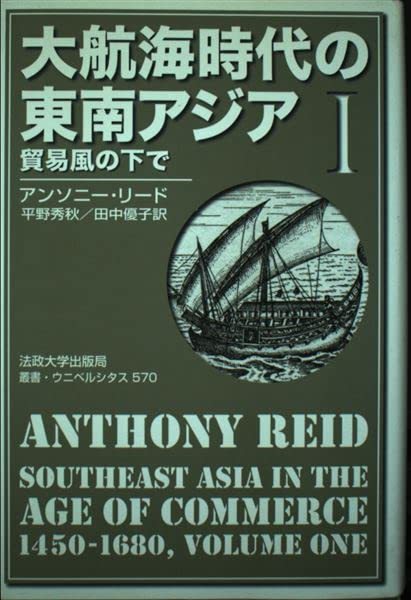 大航海時代の
東南アジア
I
貿易風の下で
アンソニー・リード
平野秀秋／田中優子訳
法政大学出版局
叢書・ウニベルシタス 570
ANTHONY REID
SOUTHEAST ASIA IN THE
AGE OF COMMERCE
1450-1680, VOLUME ONE